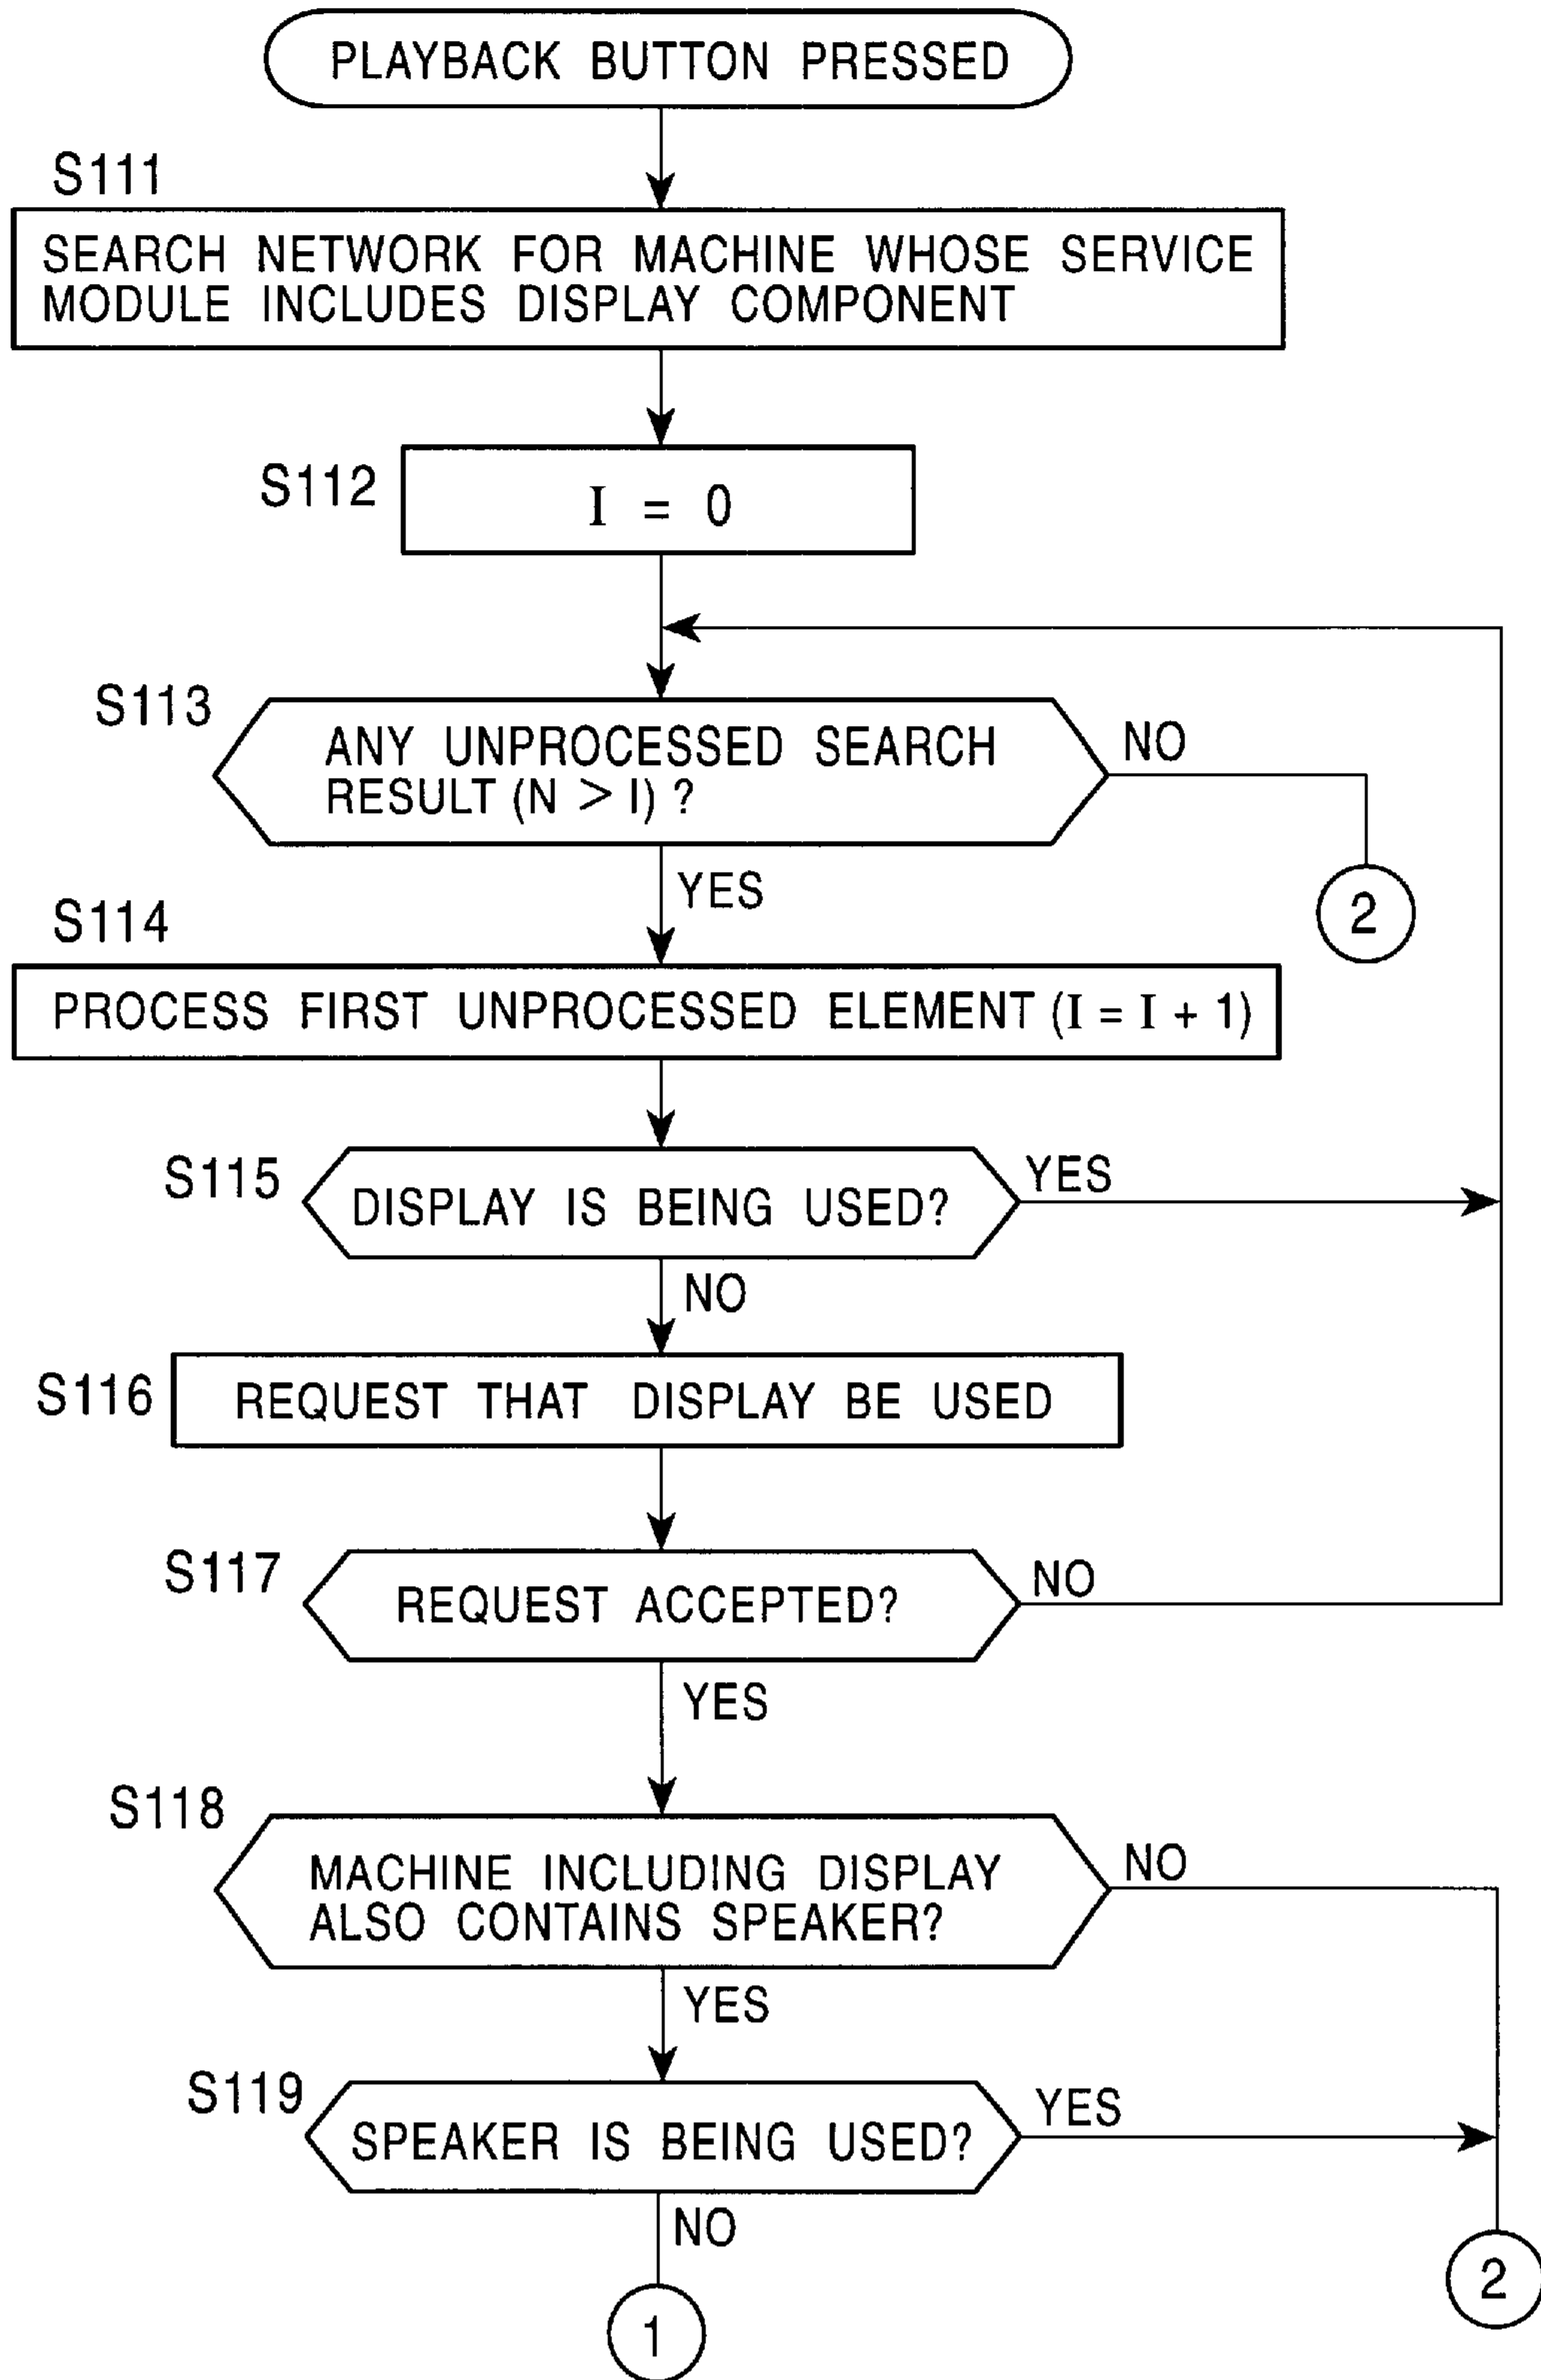 PLAYBACK BUTTON PRESSED
S111
SEARCH NETWORK FOR MACHINE WHOSE SERVICE
MODULE INCLUDES DISPLAY COMPONENT
S112
I = 0
S113
ANY UNPROCESSED SEARCH
RESULT (N > I) ?
NO
2
YES
S114
PROCESS FIRST UNPROCESSED ELEMENT (I = I + 1)
S115
DISPLAY IS BEING USED?
YES
NO
S116
REQUEST THAT DISPLAY BE USED
S117
REQUEST ACCEPTED?
NO
YES
S118
MACHINE INCLUDING DISPLAY
ALSO CONTAINS SPEAKER?
NO
YES
S119
SPEAKER IS BEING USED?
YES
NO
2
1